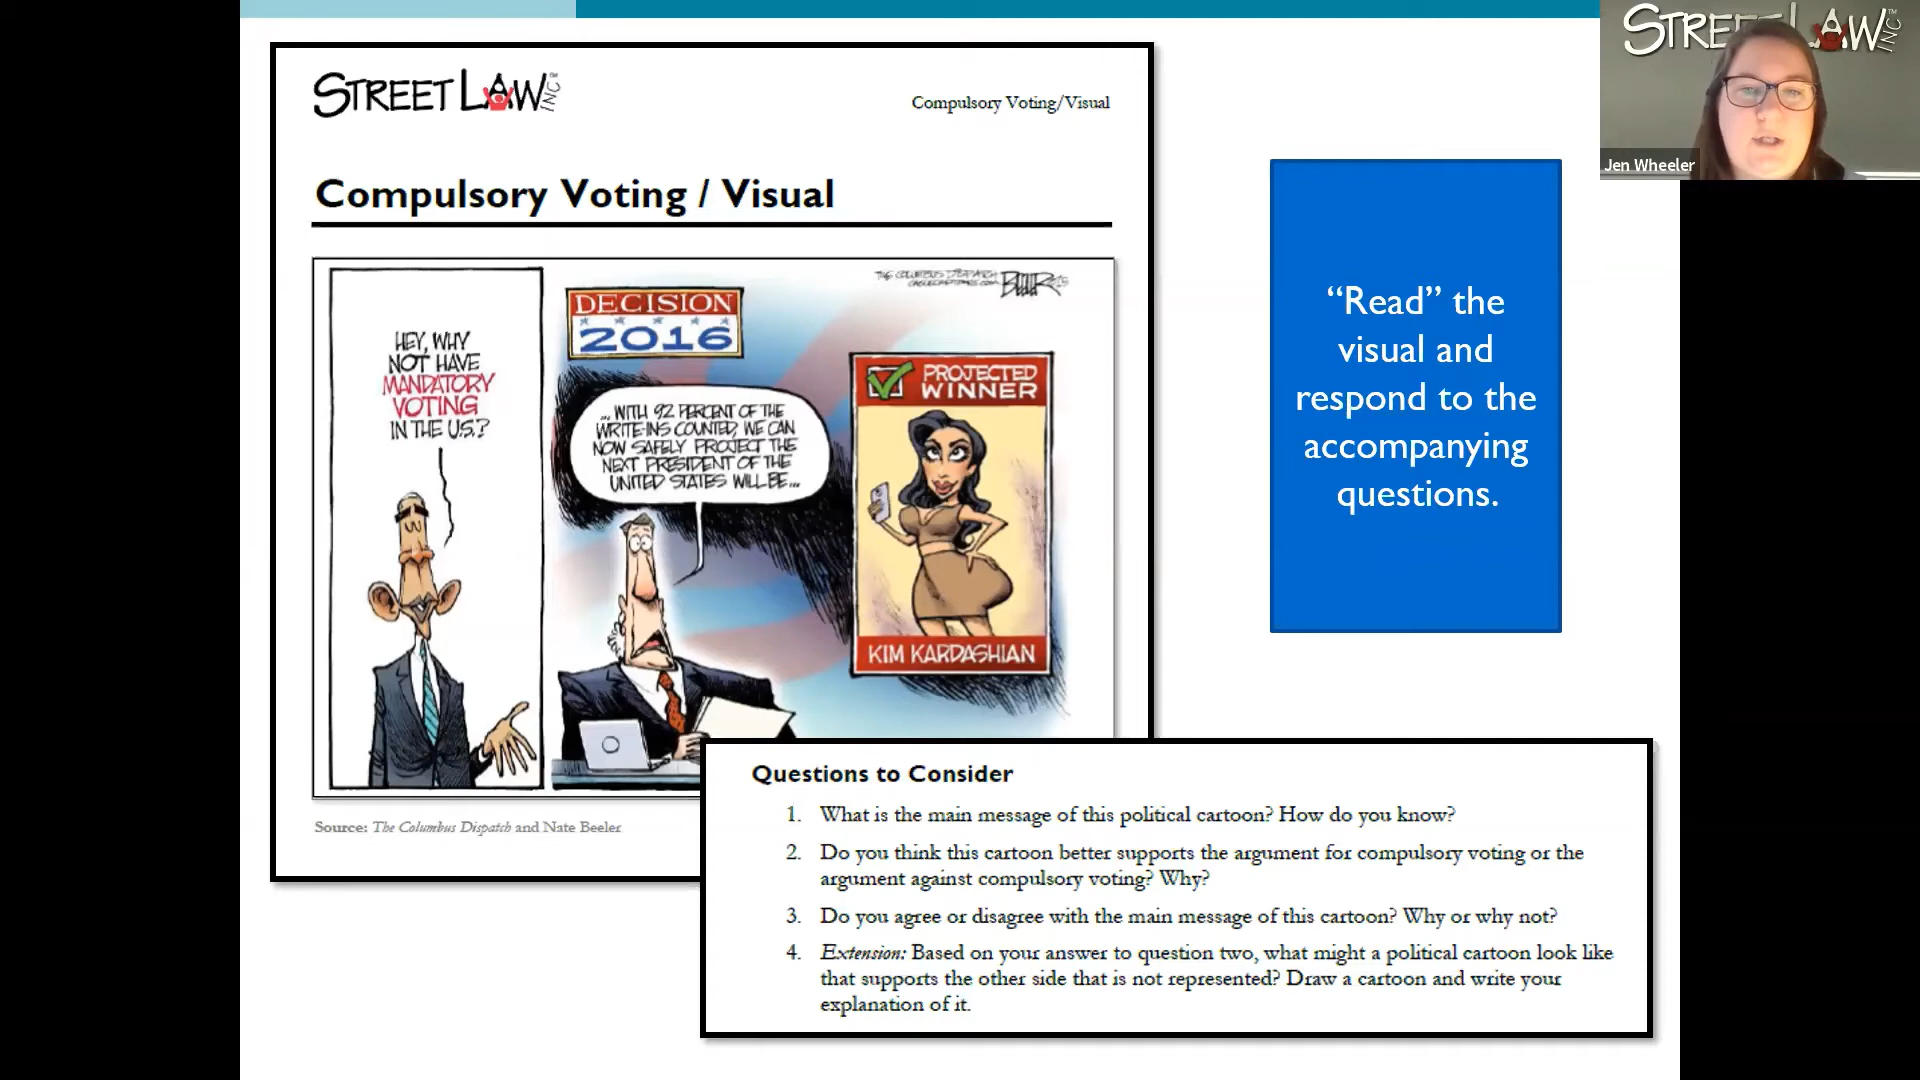 STREET LAW INC™
Compulsory Voting/Visual
Compulsory Voting / Visual
HEY, WHY
NOT HAVE
MANDATORY
VOTING
IN THE U.S.?
DECISION
2016
THE COLUMBUS DISPATCH
...WITH 92 PERCENT OF THE
WRITE-INS COUNTED, WE CAN
NOW SAFELY PROJECT THE
NEXT PRESIDENT OF THE
UNITED STATES WILL BE...
PROJECTED
WINNER
KIM KARDASHIAN
Source: The Columbus Dispatch and Nate Beeler
“Read” the
visual and
respond to the
accompanying
questions.
Questions to Consider
1. What is the main message of this political cartoon? How do you know?
2. Do you think this cartoon better supports the argument for compulsory voting or the
argument against compulsory voting? Why?
3. Do you agree or disagree with the main message of this cartoon? Why or why not?
4. Extension: Based on your answer to question two, what might a political cartoon look like
that supports the other side that is not represented? Draw a cartoon and write your
explanation of it.
STREET LAW INC™
Jen Wheeler